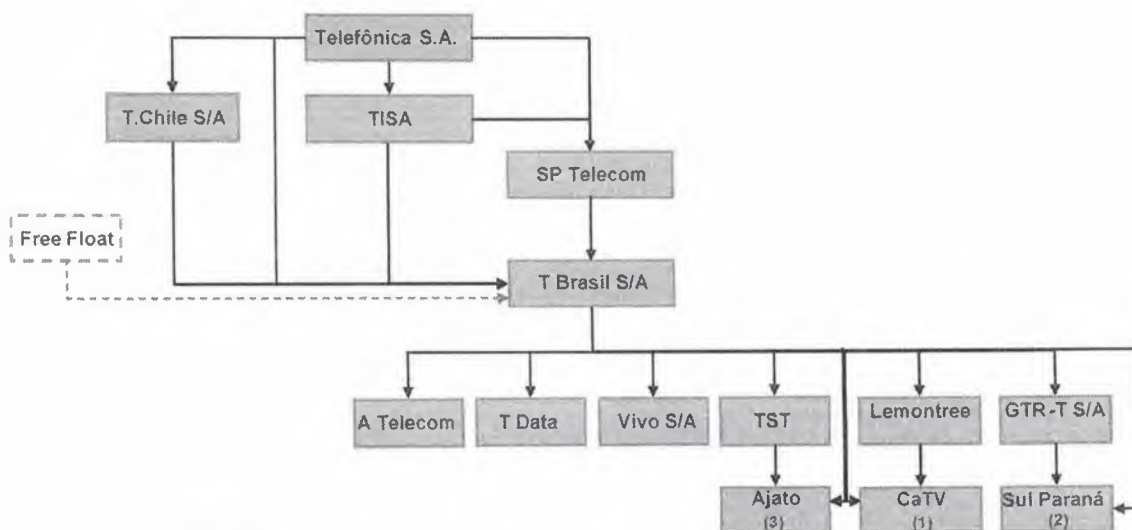 Telefônica S.A.
T.Chile S/A
TISA
SP Telecom
Free Float
T Brasil S/A
A Telecom
T Data
Vivo S/A
TST
Lemontree
GTR-T S/A
Ajato
(3)
CaTV
(1)
Sul Paraná
(2)